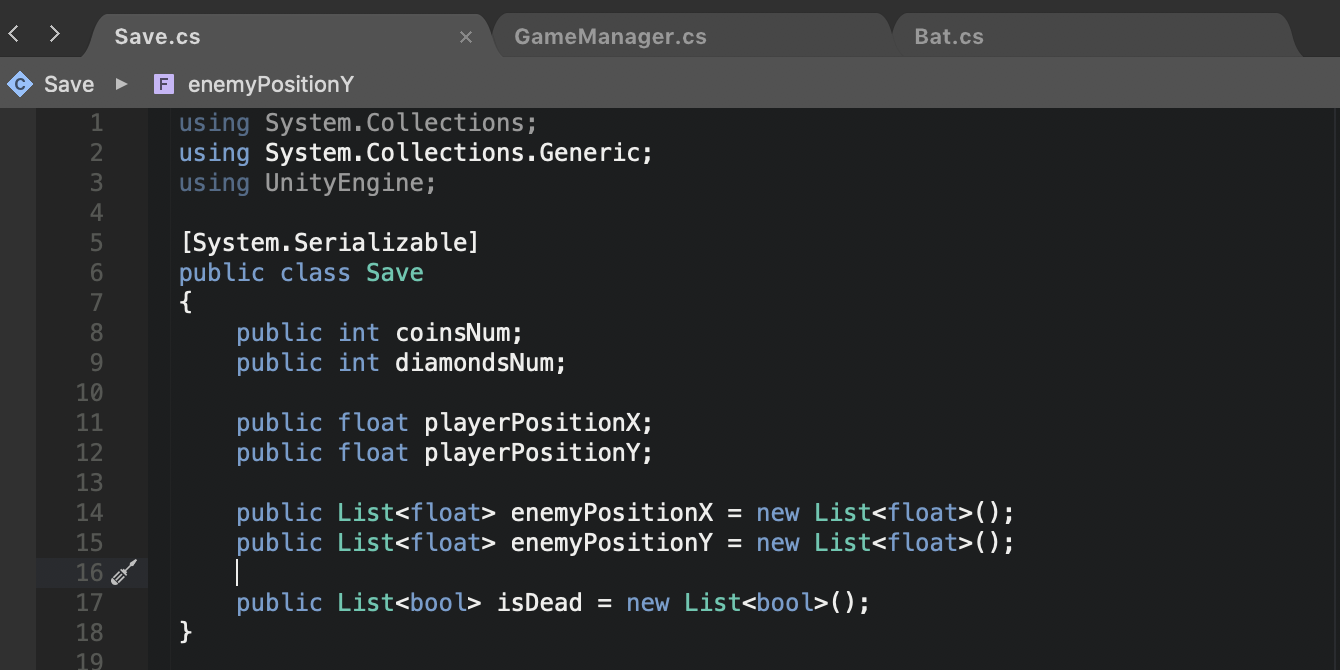 Save.cs × GameManager.cs Bat.cs
C Save ▶ F enemyPositionY
1 using System.Collections;
2 using System.Collections.Generic;
3 using UnityEngine;
4
5 [System.Serializable]
6 public class Save
7 {
8 public int coinsNum;
9 public int diamondsNum;
10
11 public float playerPositionX;
12 public float playerPositionY;
13
14 public List<float> enemyPositionX = new List<float>();
15 public List<float> enemyPositionY = new List<float>();
16
17 public List<bool> isDead = new List<bool>();
18 }
19